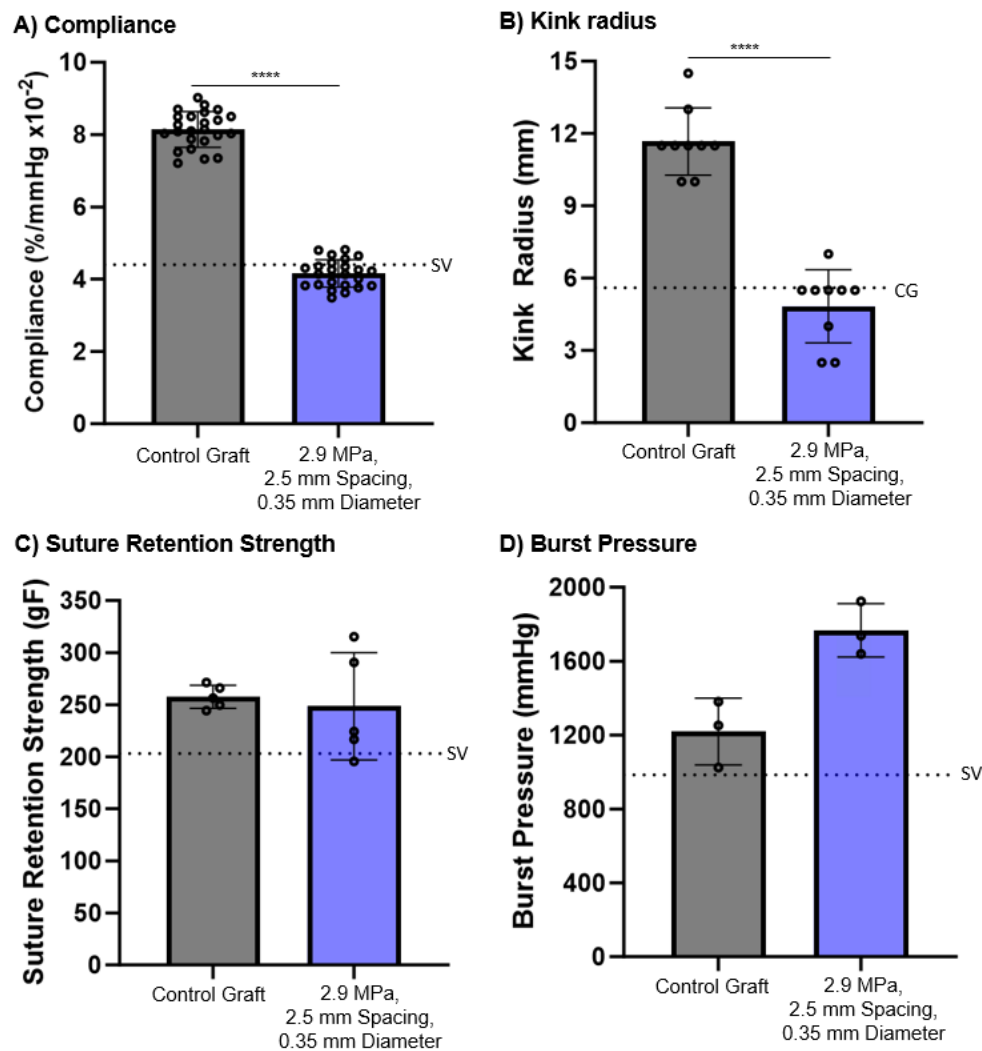 A) Compliance
Compliance (%/mmHg x10⁻²)
10
8
6
4
2
0
****
SV
Control Graft
2.9 MPa,
2.5 mm Spacing,
0.35 mm Diameter
B) Kink radius
Kink Radius (mm)
15
12
9
6
3
0
****
CG
Control Graft
2.9 MPa,
2.5 mm Spacing,
0.35 mm Diameter
C) Suture Retention Strength
Suture Retention Strength (gF)
350
300
250
200
150
100
50
0
SV
Control Graft
2.9 MPa,
2.5 mm Spacing,
0.35 mm Diameter
D) Burst Pressure
Burst Pressure (mmHg)
2000
1600
1200
800
400
0
SV
Control Graft
2.9 MPa,
2.5 mm Spacing,
0.35 mm Diameter